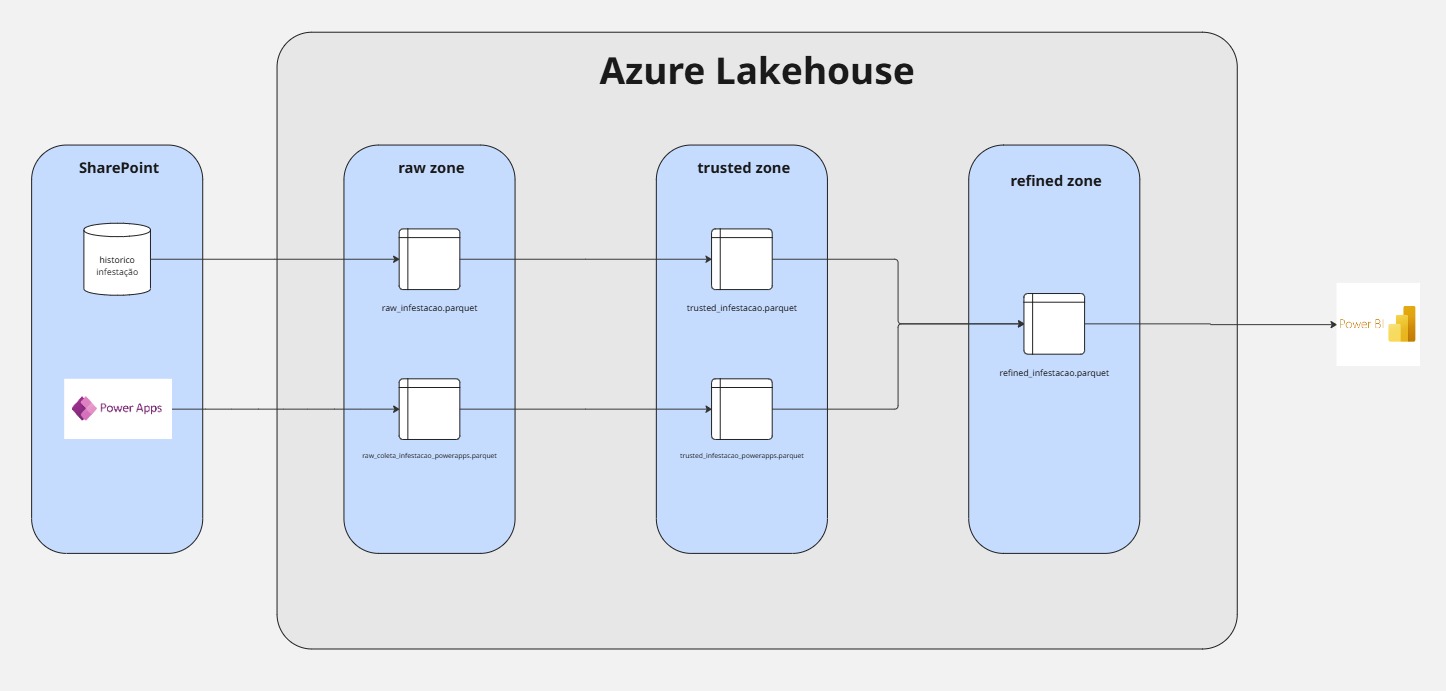 Azure Lakehouse
SharePoint
raw zone
trusted zone
refined zone
historico
infestação
raw_infestacao.parquet
trusted_infestacao.parquet
refined_infestacao.parquet
Power BI
Power Apps
raw_coleta_infestacao_powerapps.parquet
trusted_infestacao_powerapps.parquet